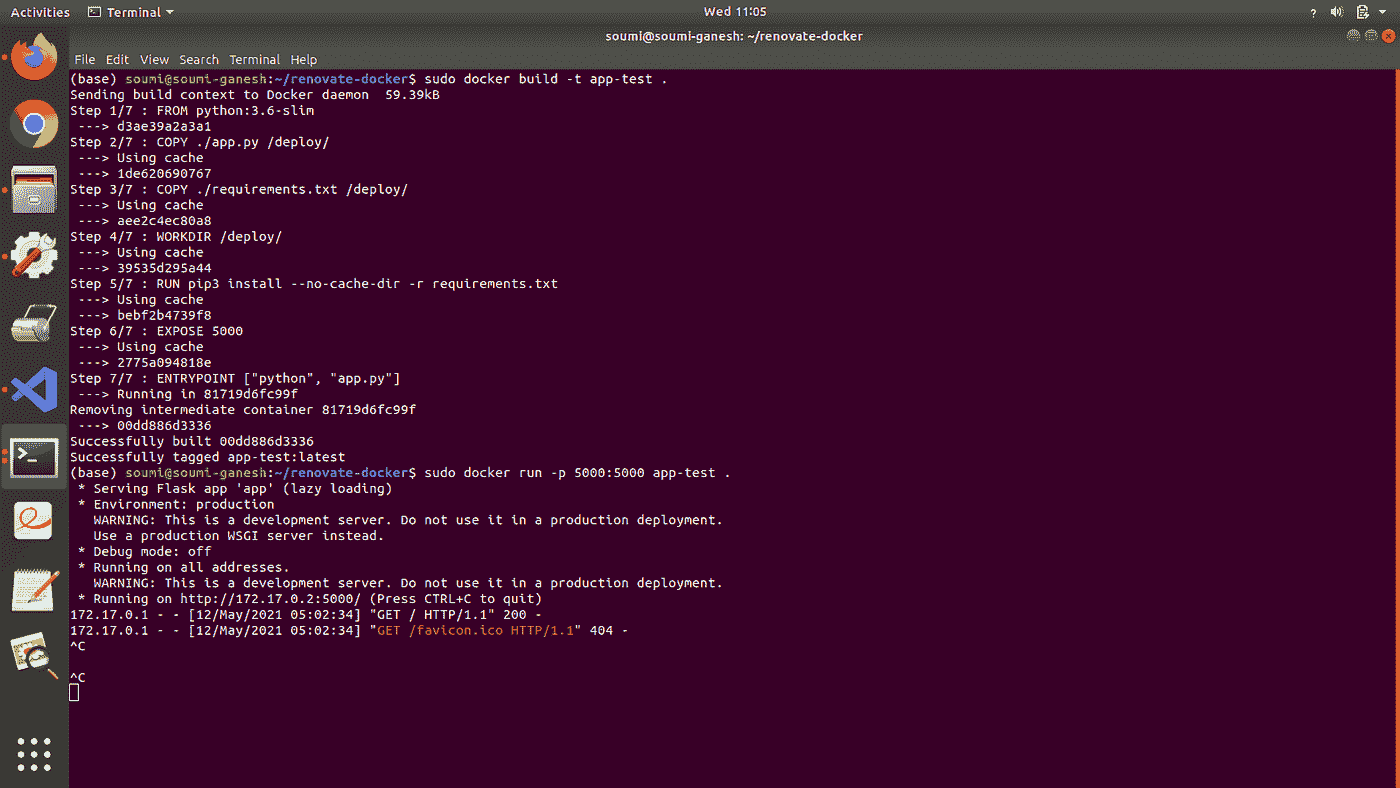 Activities Terminal Wed 11:05 ?
soumi@soumi-ganesh: ~/renovate-docker
File Edit View Search Terminal Help
(base) soumi@soumi-ganesh:~/renovate-docker$ sudo docker build -t app-test .
Sending build context to Docker daemon  59.39kB
Step 1/7 : FROM python:3.6-slim
 ---> d3ae39a2a3a1
Step 2/7 : COPY ./app.py /deploy/
 ---> Using cache
 ---> 1de620690767
Step 3/7 : COPY ./requirements.txt /deploy/
 ---> Using cache
 ---> aee2c4ec80a8
Step 4/7 : WORKDIR /deploy/
 ---> Using cache
 ---> 39535d295a44
Step 5/7 : RUN pip3 install --no-cache-dir -r requirements.txt
 ---> Using cache
 ---> bebf2b4739f8
Step 6/7 : EXPOSE 5000
 ---> Using cache
 ---> 2775a094818e
Step 7/7 : ENTRYPOINT ["python", "app.py"]
 ---> Running in 81719d6fc99f
Removing intermediate container 81719d6fc99f
 ---> 00dd886d3336
Successfully built 00dd886d3336
Successfully tagged app-test:latest
(base) soumi@soumi-ganesh:~/renovate-docker$ sudo docker run -p 5000:5000 app-test .
 * Serving Flask app 'app' (lazy loading)
 * Environment: production
   WARNING: This is a development server. Do not use it in a production deployment.
   Use a production WSGI server instead.
 * Debug mode: off
 * Running on all addresses.
   WARNING: This is a development server. Do not use it in a production deployment.
 * Running on http://172.17.0.2:5000/ (Press CTRL+C to quit)
172.17.0.1 - - [12/May/2021 05:02:34] "GET / HTTP/1.1" 200 -
172.17.0.1 - - [12/May/2021 05:02:34] "GET /favicon.ico HTTP/1.1" 404 -
^C
^C